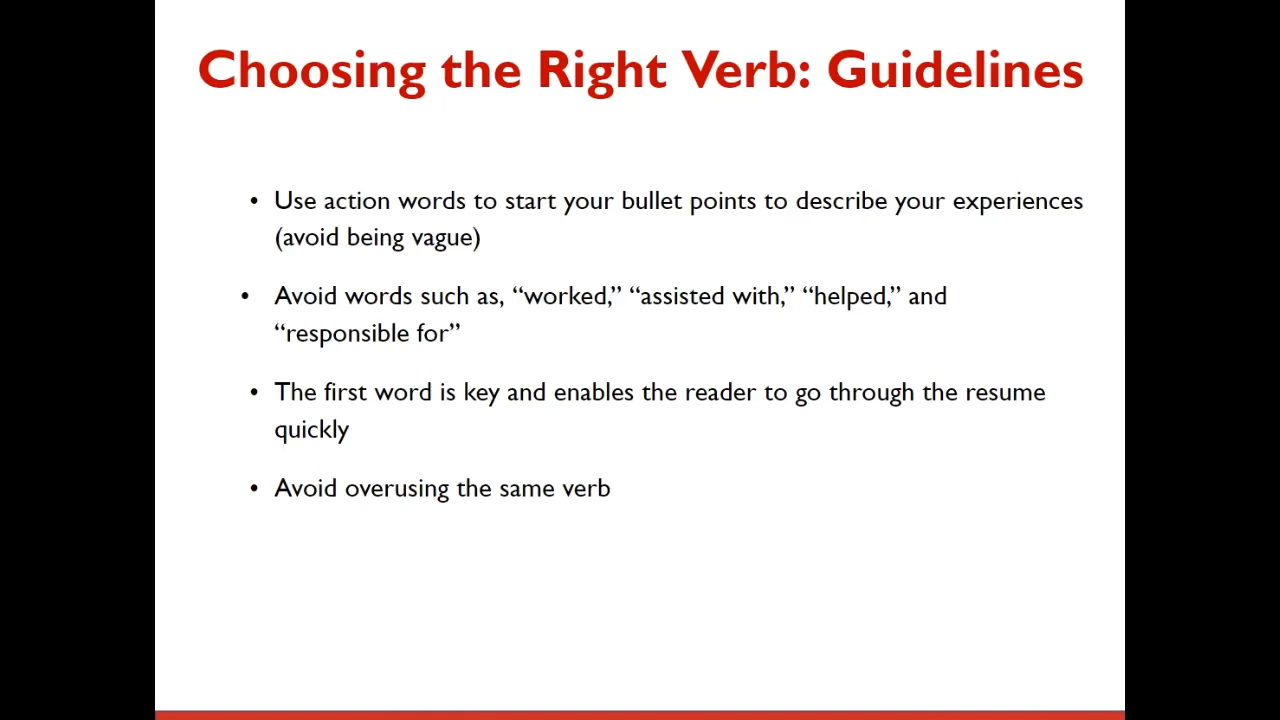 Choosing the Right Verb: Guidelines
• Use action words to start your bullet points to describe your experiences
(avoid being vague)
• Avoid words such as, “worked,” “assisted with,” “helped,” and
“responsible for”
• The first word is key and enables the reader to go through the resume
quickly
• Avoid overusing the same verb